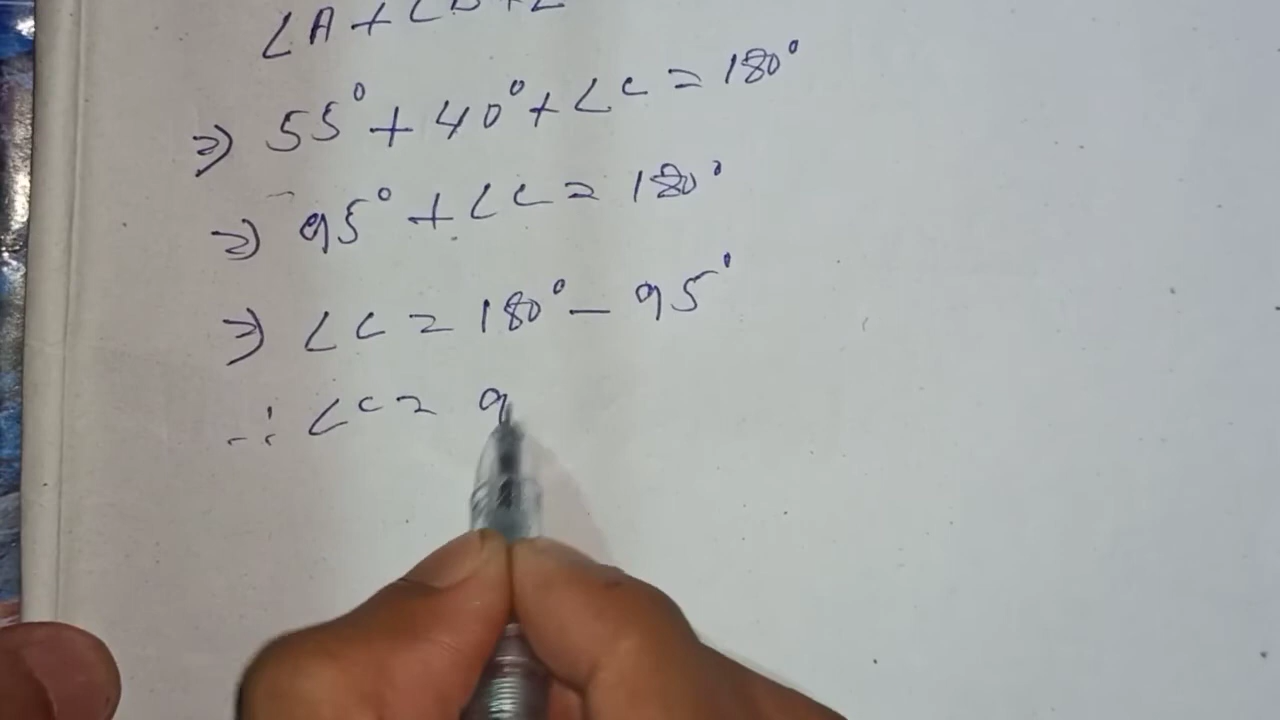 ∠A+∠B+∠
⇒ 55°+40°+∠C=180°
⇒ 95°+∠C=180°
⇒ ∠C=180°-95°
∴ ∠C= 9